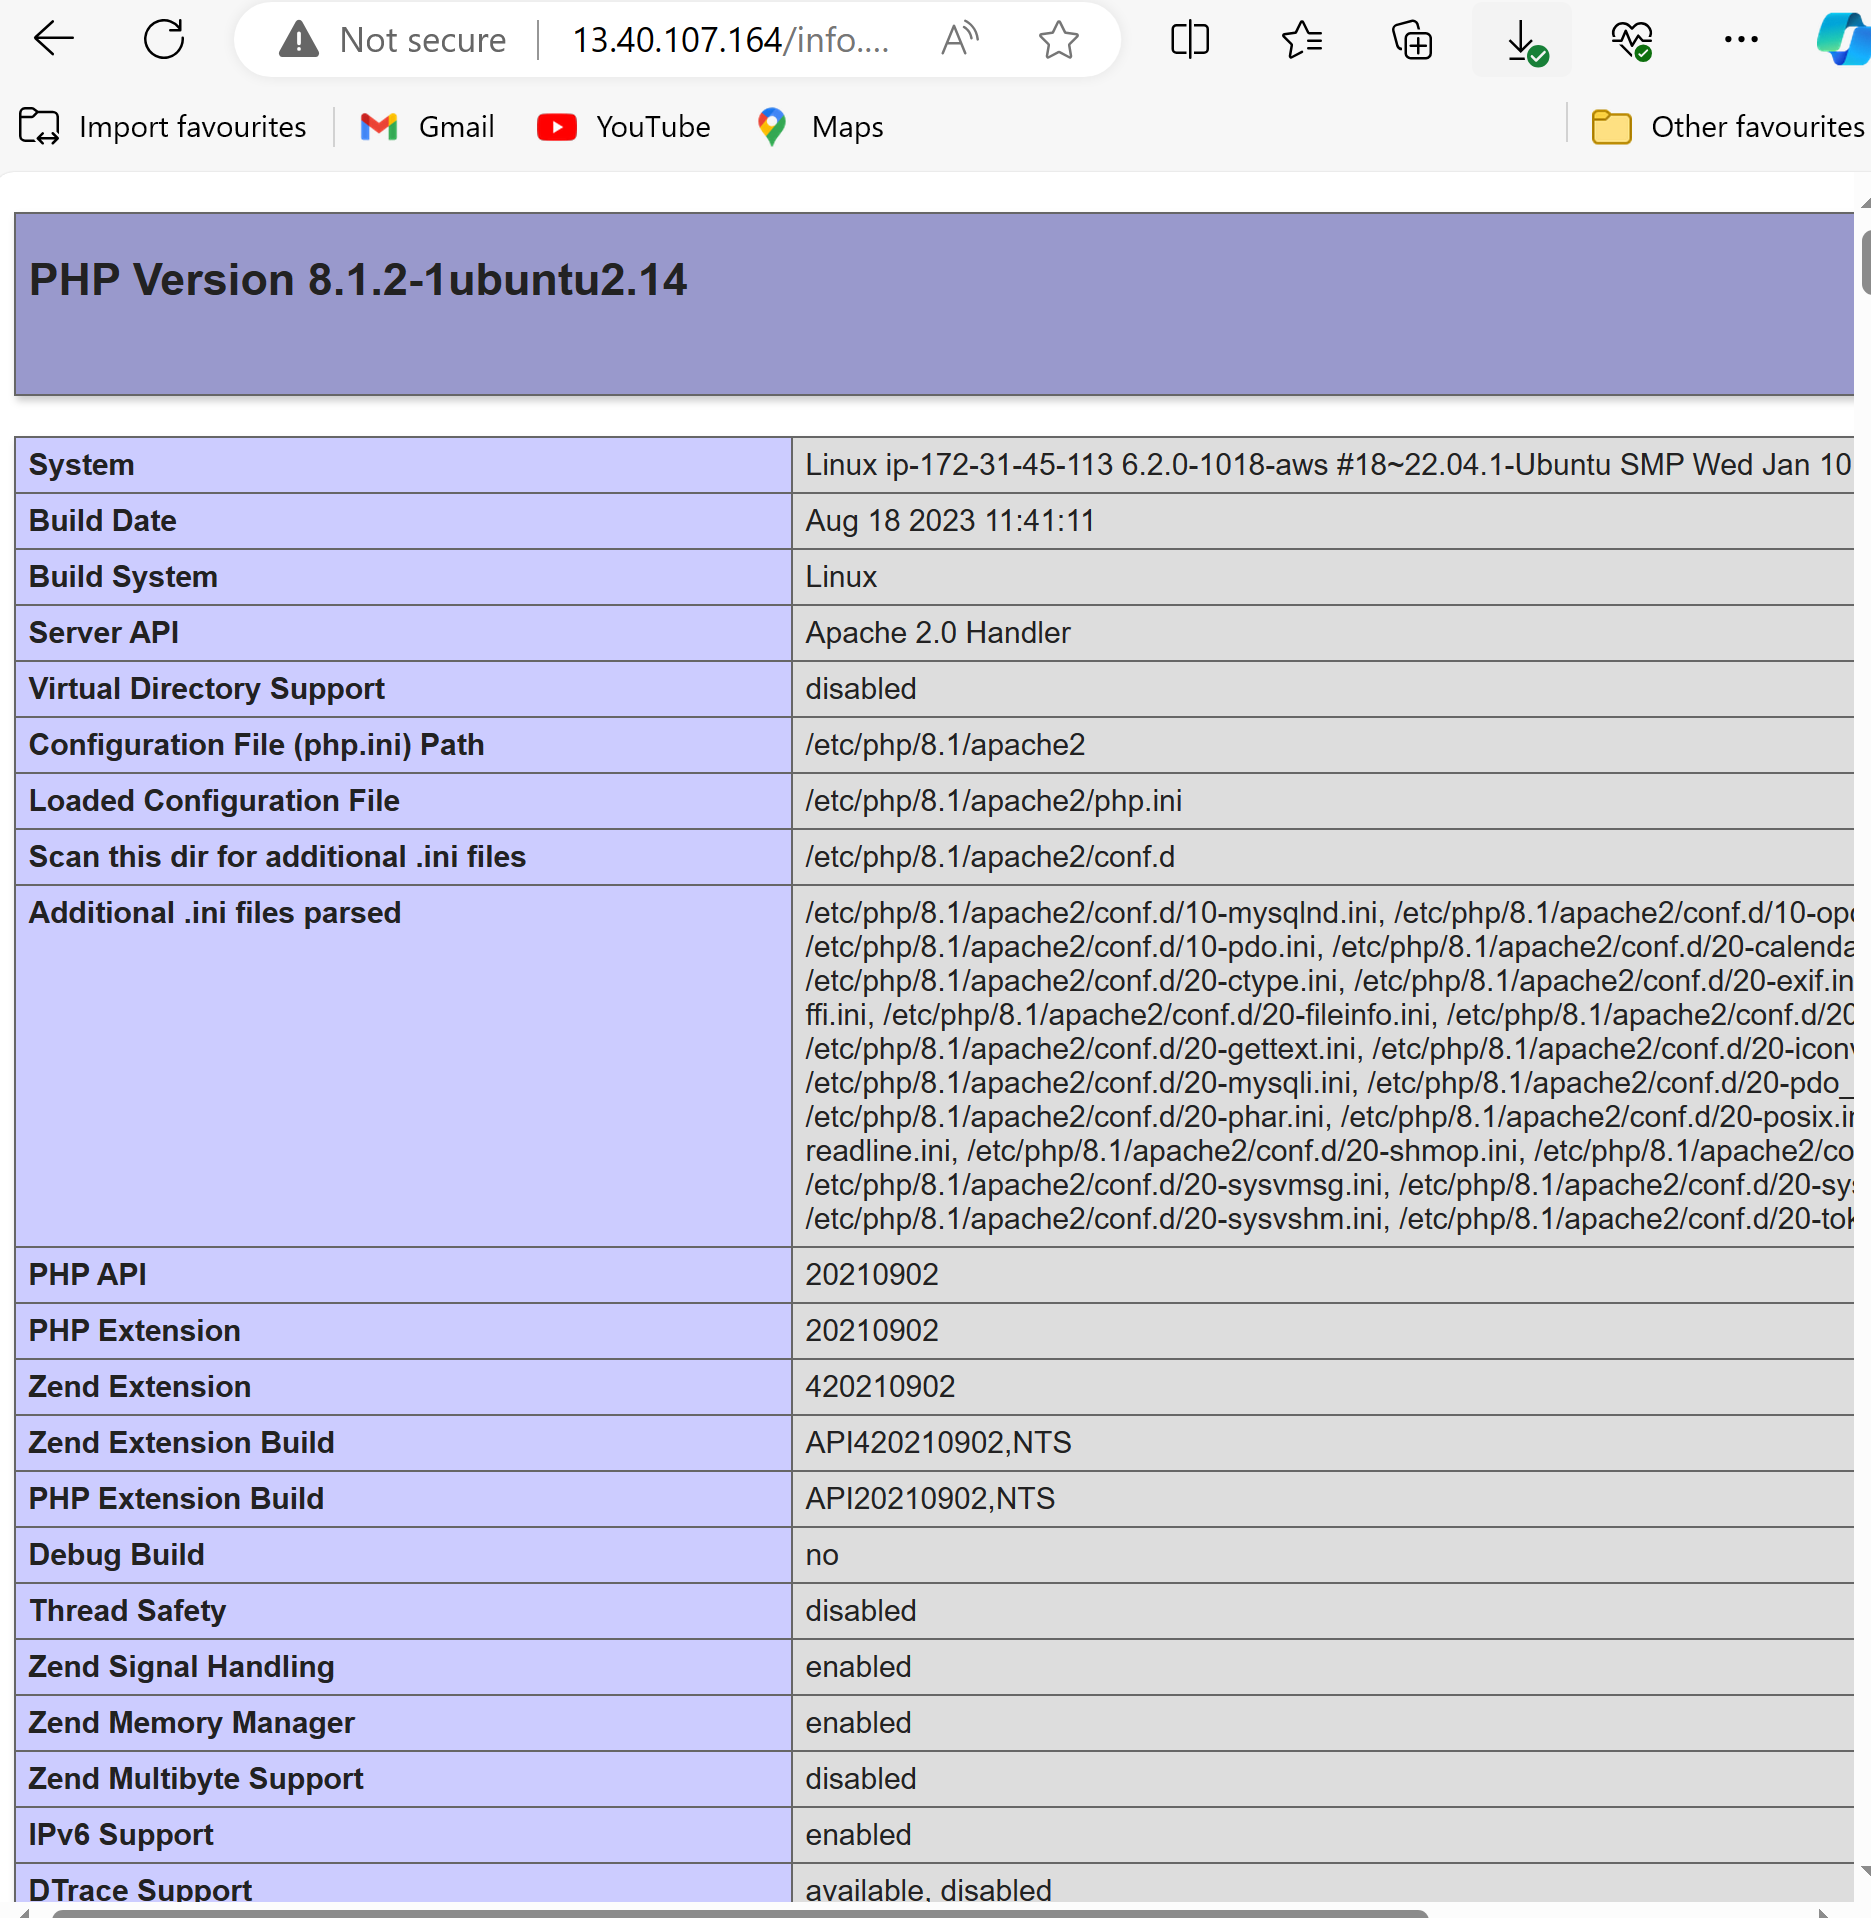 Not secure
13.40.107.164/info....
Import favourites
Gmail
YouTube
Maps
Other favourites
PHP Version 8.1.2-1ubuntu2.14
System
Linux ip-172-31-45-113 6.2.0-1018-aws #18~22.04.1-Ubuntu SMP Wed Jan 10
Build Date
Aug 18 2023 11:41:11
Build System
Linux
Server API
Apache 2.0 Handler
Virtual Directory Support
disabled
Configuration File (php.ini) Path
/etc/php/8.1/apache2
Loaded Configuration File
/etc/php/8.1/apache2/php.ini
Scan this dir for additional .ini files
/etc/php/8.1/apache2/conf.d
Additional .ini files parsed
/etc/php/8.1/apache2/conf.d/10-mysqlnd.ini, /etc/php/8.1/apache2/conf.d/10-op
/etc/php/8.1/apache2/conf.d/10-pdo.ini, /etc/php/8.1/apache2/conf.d/20-calenda
/etc/php/8.1/apache2/conf.d/20-ctype.ini, /etc/php/8.1/apache2/conf.d/20-exif.in
ffi.ini, /etc/php/8.1/apache2/conf.d/20-fileinfo.ini, /etc/php/8.1/apache2/conf.d/20
/etc/php/8.1/apache2/conf.d/20-gettext.ini, /etc/php/8.1/apache2/conf.d/20-icon
/etc/php/8.1/apache2/conf.d/20-mysqli.ini, /etc/php/8.1/apache2/conf.d/20-pdo_
/etc/php/8.1/apache2/conf.d/20-phar.ini, /etc/php/8.1/apache2/conf.d/20-posix.i
readline.ini, /etc/php/8.1/apache2/conf.d/20-shmop.ini, /etc/php/8.1/apache2/co
/etc/php/8.1/apache2/conf.d/20-sysvmsg.ini, /etc/php/8.1/apache2/conf.d/20-sy
/etc/php/8.1/apache2/conf.d/20-sysvshm.ini, /etc/php/8.1/apache2/conf.d/20-tok
PHP API
20210902
PHP Extension
20210902
Zend Extension
420210902
Zend Extension Build
API420210902,NTS
PHP Extension Build
API20210902,NTS
Debug Build
no
Thread Safety
disabled
Zend Signal Handling
enabled
Zend Memory Manager
enabled
Zend Multibyte Support
disabled
IPv6 Support
enabled
DTrace Support
available, disabled